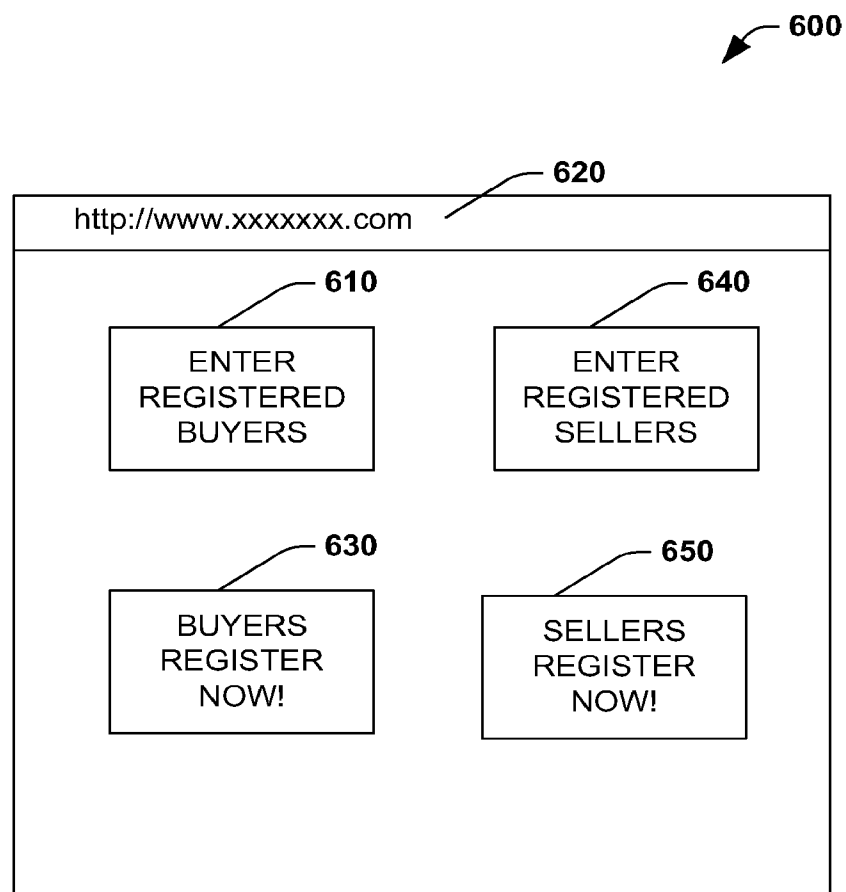 600
620
http://www.xxxxxxx.com
610
640
ENTER
REGISTERED
BUYERS
ENTER
REGISTERED
SELLERS
630
650
BUYERS
REGISTER
NOW!
SELLERS
REGISTER
NOW!